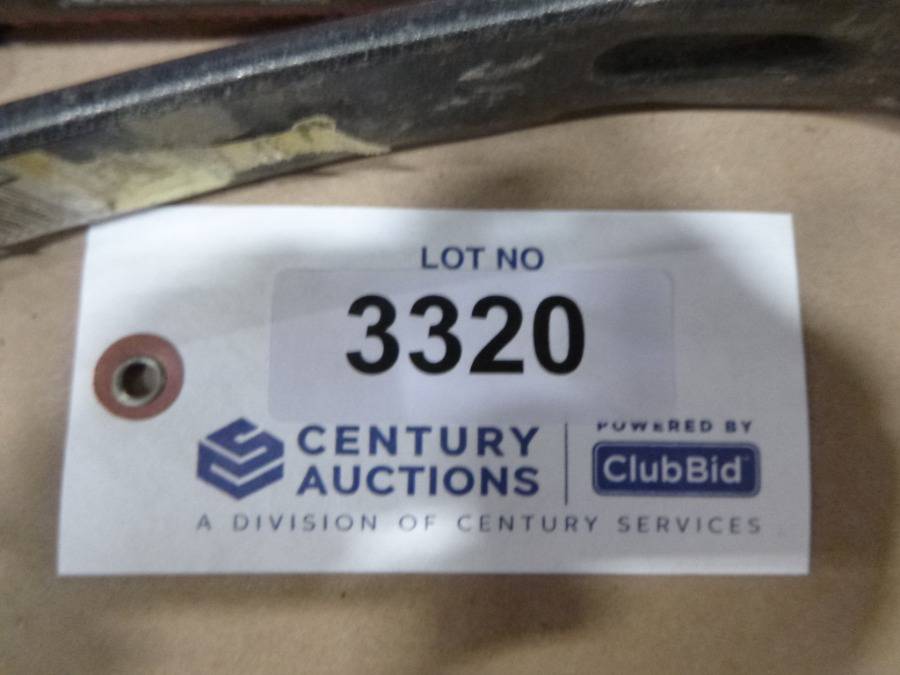 LOT NO
3320
CENTURY
AUCTIONS
POWERED BY
ClubBid
A DIVISION OF CENTURY SERVICES